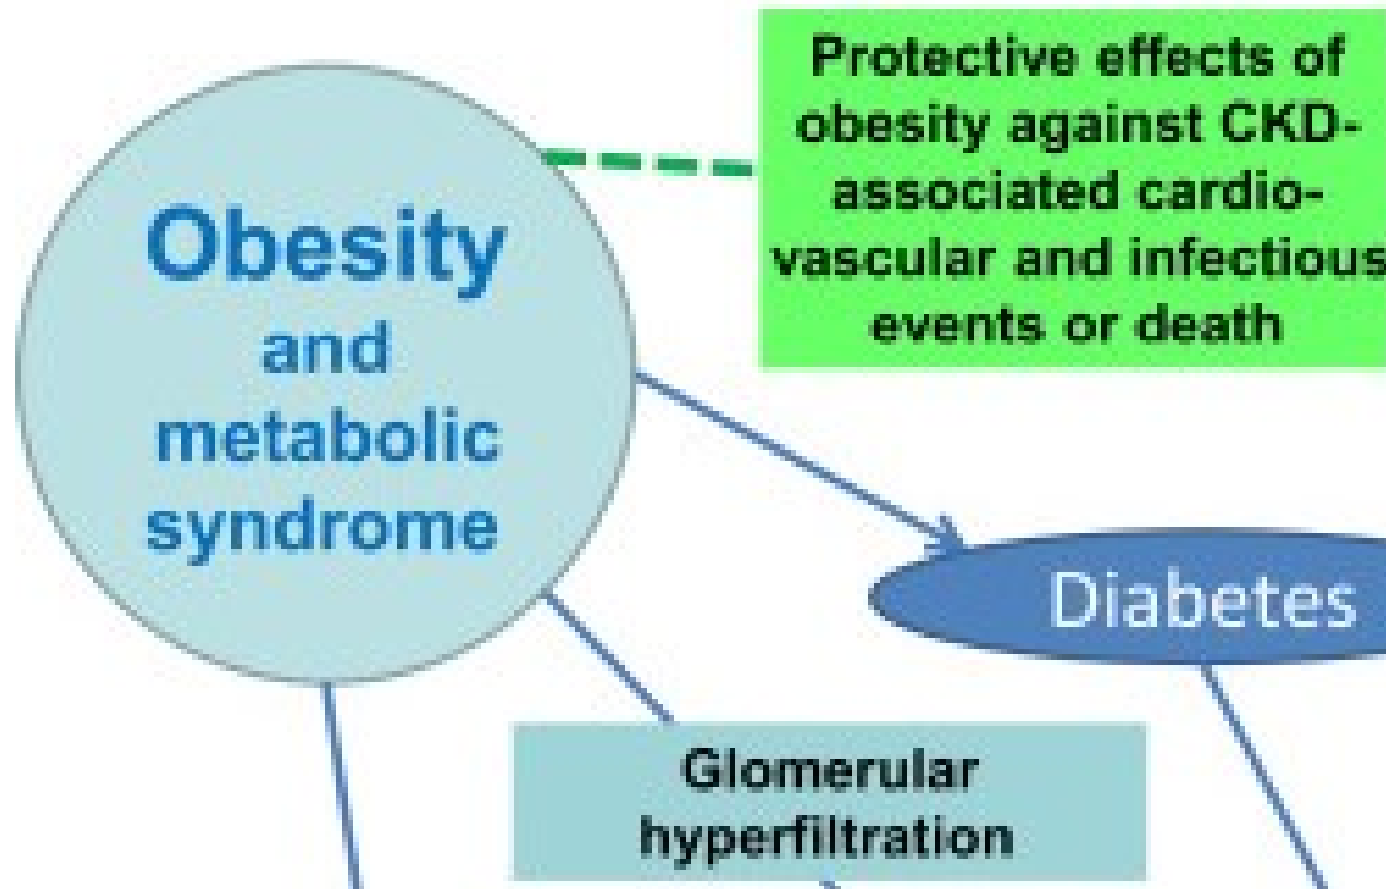 Protective effects of
obesity against CKD-
associated cardio-
vascular and infectious
events or death
Obesity
and
metabolic
syndrome
Diabetes
Glomerular
hyperfiltration